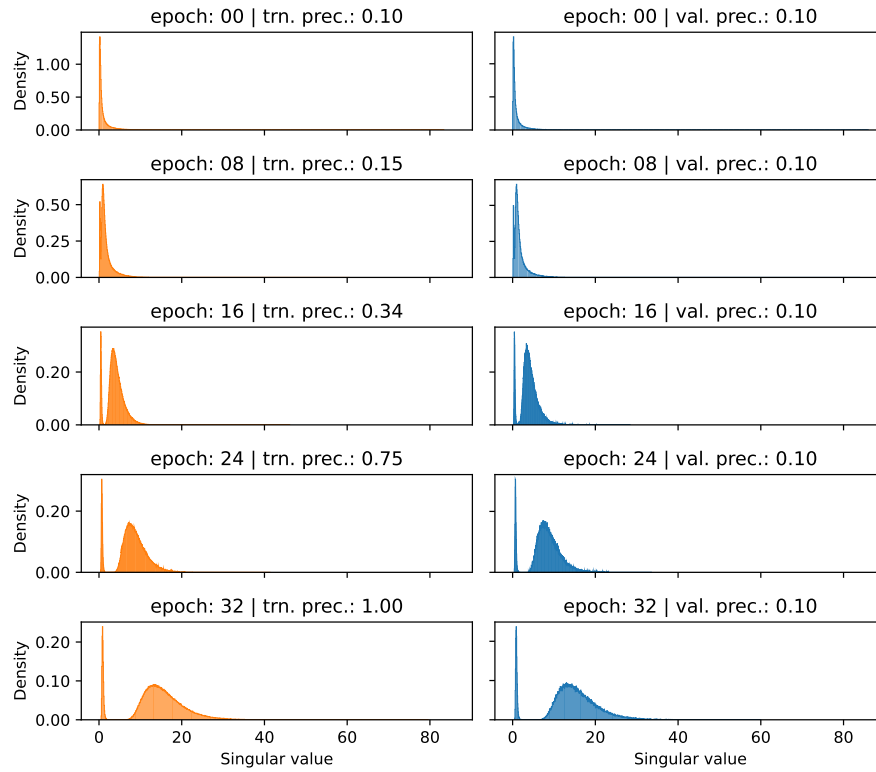 epoch: 00 | trn. prec.: 0.10
epoch: 00 | val. prec.: 0.10
Density
1.00
0.50
0.00
epoch: 08 | trn. prec.: 0.15
epoch: 08 | val. prec.: 0.10
Density
0.50
0.25
0.00
epoch: 16 | trn. prec.: 0.34
epoch: 16 | val. prec.: 0.10
Density
0.20
0.00
epoch: 24 | trn. prec.: 0.75
epoch: 24 | val. prec.: 0.10
Density
0.20
0.00
epoch: 32 | trn. prec.: 1.00
epoch: 32 | val. prec.: 0.10
Density
0.20
0.10
0.00
0 20 40 60 80
0 20 40 60 80
Singular value
Singular value